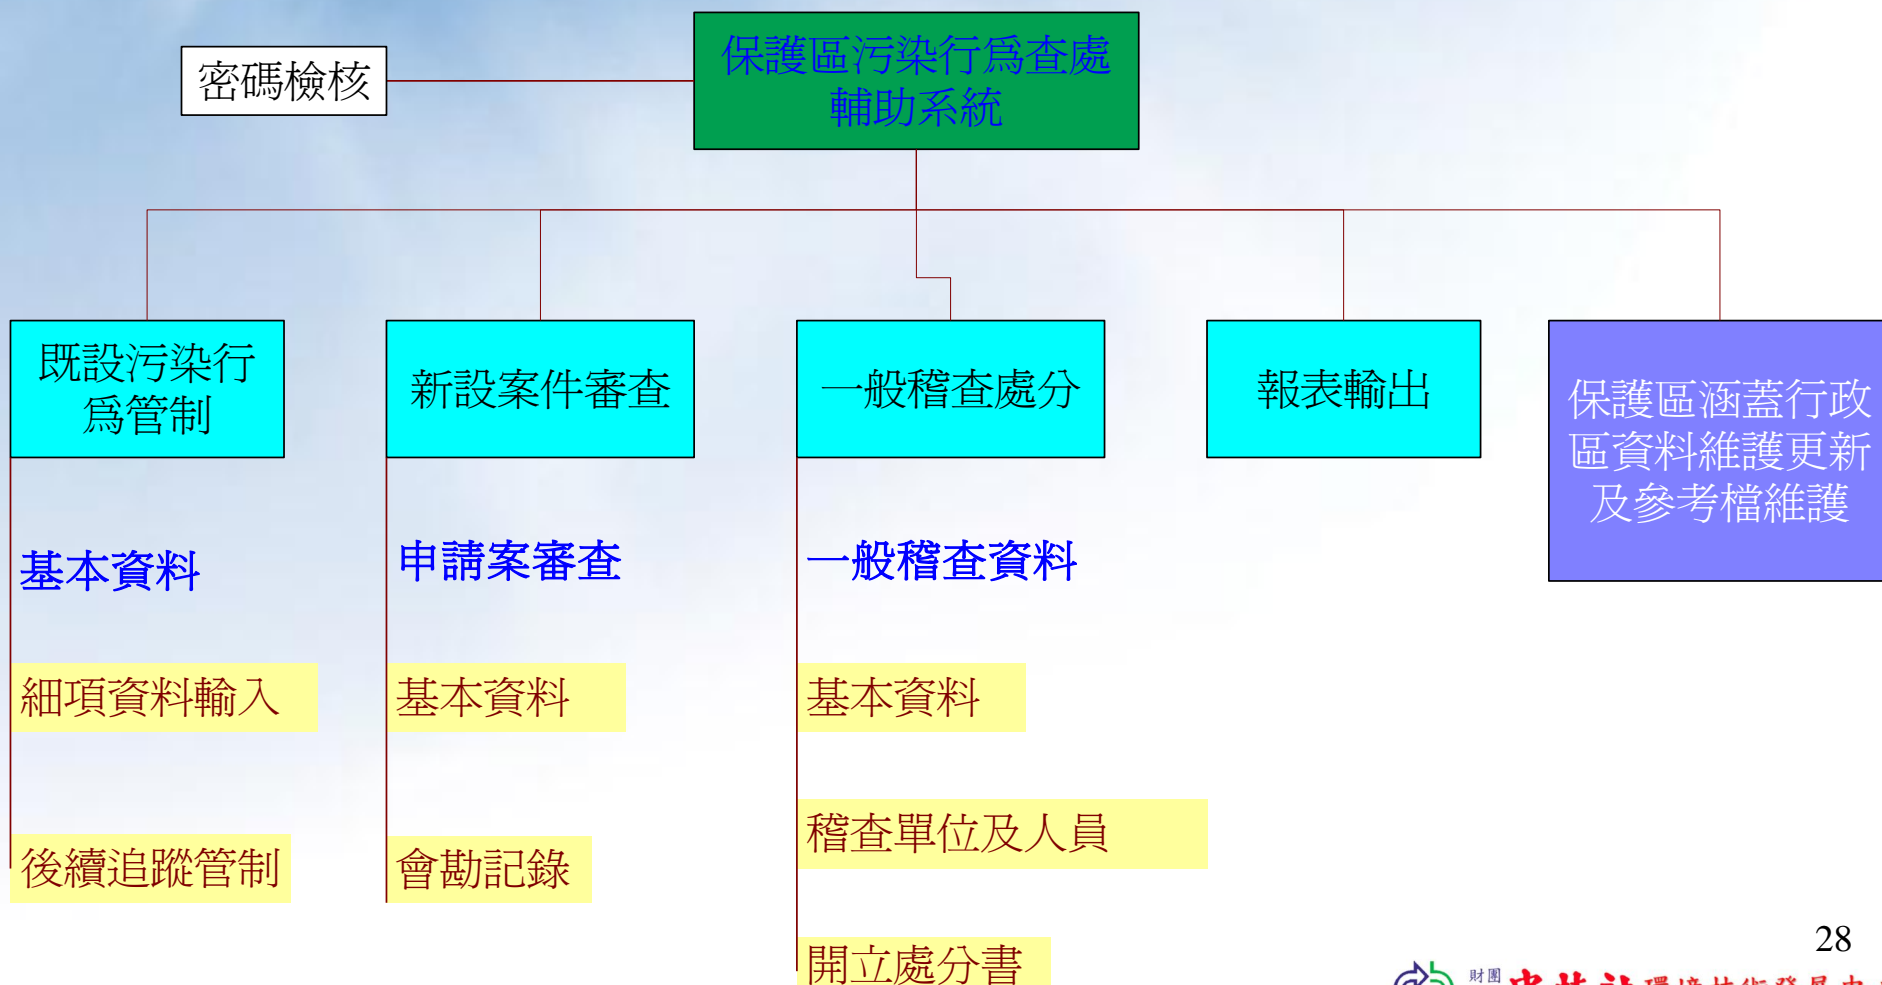 保護區污染行為查處
輔助系統
密碼檢核
既設污染行
為管制
新設案件審查
一般稽查處分
報表輸出
保護區涵蓋行政
區資料維護更新
及參考檔維護
基本資料
申請案審查
一般稽查資料
細項資料輸入
基本資料
基本資料
稽查單位及人員
後續追蹤管制
會勘記錄
開立處分書
28
財團